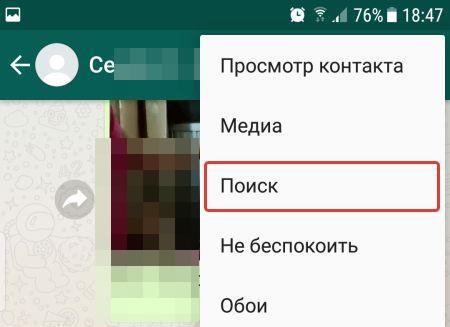 76% 18:47
Се
Просмотр контакта
Медиа
Поиск
Не беспокоить
Обои